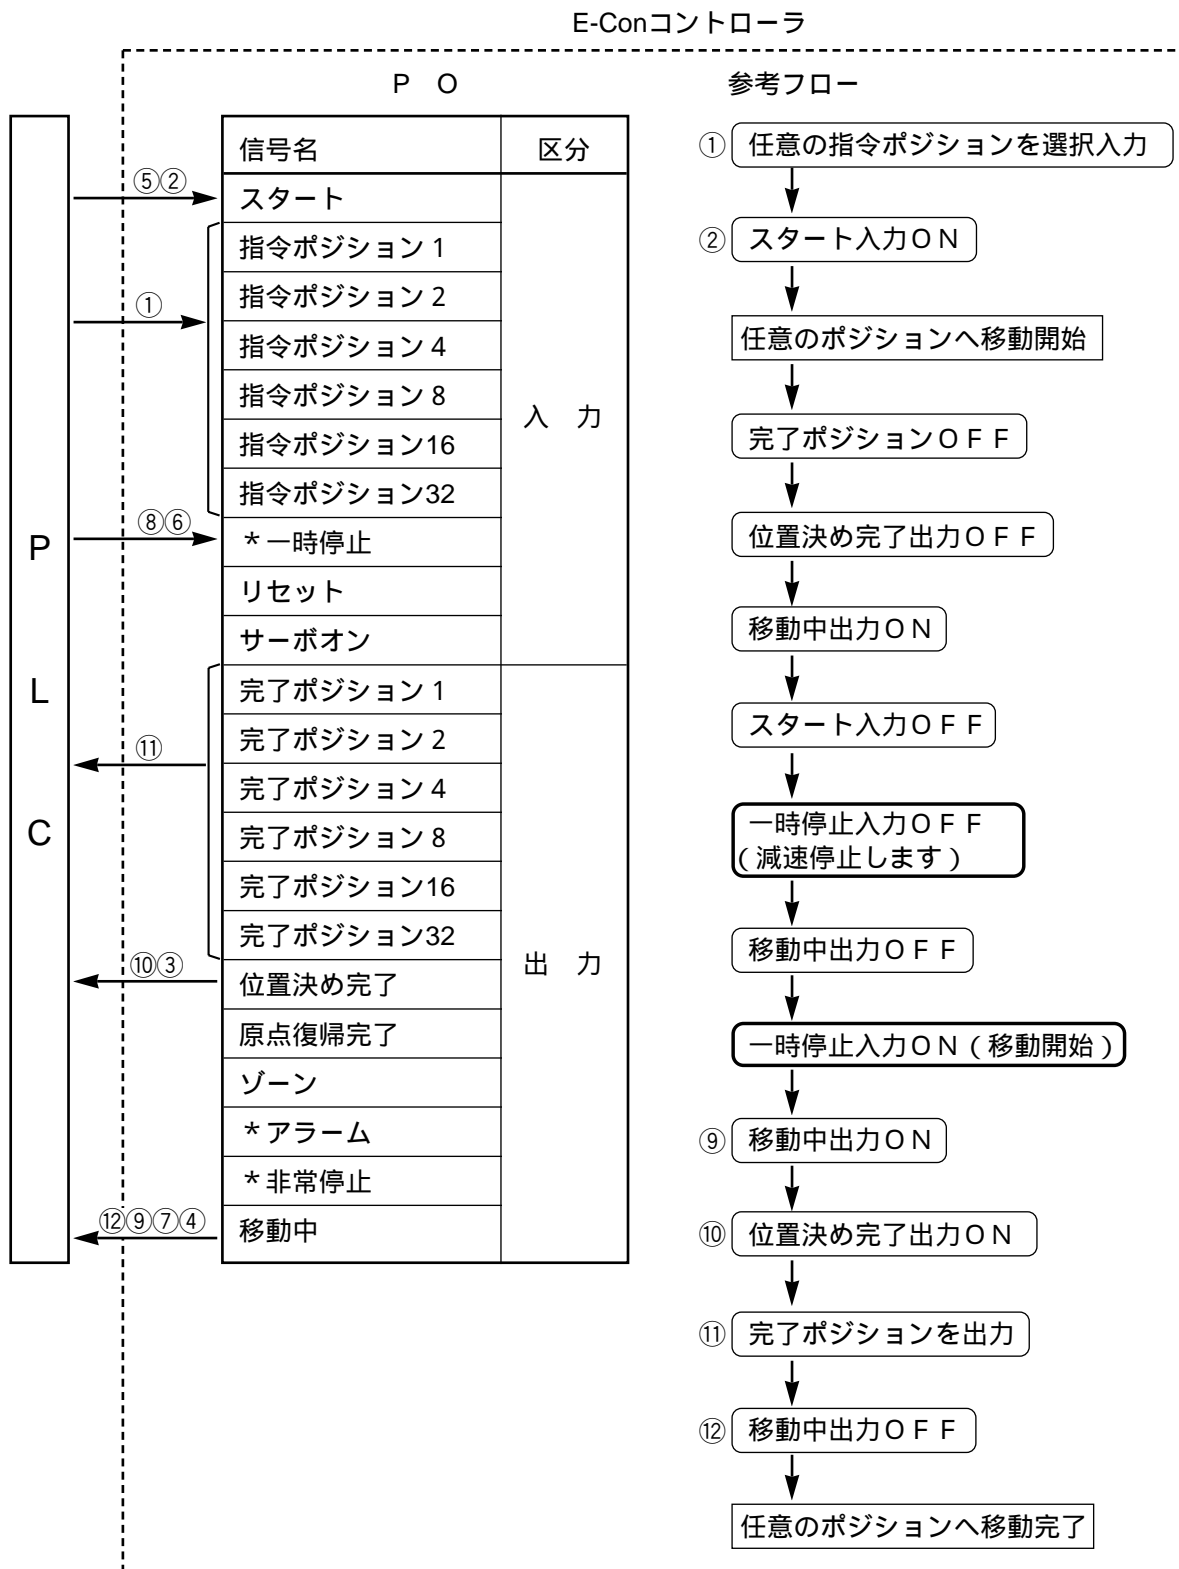 E-Conコントローラ
P O
参考フロー
信号名 区分
スタート
指令ポジション 1
指令ポジション 2
指令ポジション 4
指令ポジション 8
指令ポジション16
指令ポジション32
*一時停止
リセット
サーボオン
入 力
完了ポジション 1
完了ポジション 2
完了ポジション 4
完了ポジション 8
完了ポジション16
完了ポジション32
位置決め完了
原点復帰完了
ゾーン
*アラーム
*非常停止
移動中
出 力
P
L
C
⑤②
①
⑧⑥
⑪
⑩③
⑫⑨⑦④
① 任意の指令ポジションを選択入力
② スタート入力ON
任意のポジションへ移動開始
完了ポジションOFF
位置決め完了出力OFF
移動中出力ON
スタート入力OFF
一時停止入力OFF
(減速停止します)
移動中出力OFF
一時停止入力ON(移動開始)
⑨ 移動中出力ON
⑩ 位置決め完了出力ON
⑪ 完了ポジションを出力
⑫ 移動中出力OFF
任意のポジションへ移動完了